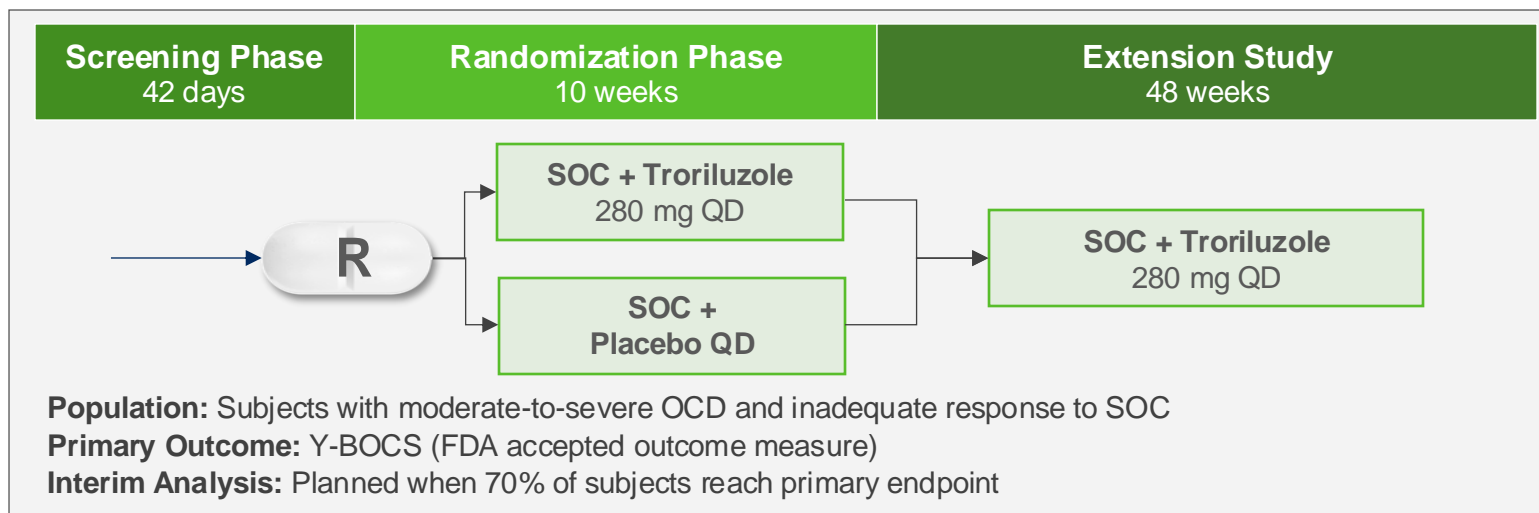 Screening Phase
42 days
Randomization Phase
10 weeks
Extension Study
48 weeks
SOC + Troriluzole
280 mg QD
R
SOC +
Placebo QD
SOC + Troriluzole
280 mg QD
Population: Subjects with moderate-to-severe OCD and inadequate response to SOC
Primary Outcome: Y-BOCS (FDA accepted outcome measure)
Interim Analysis: Planned when 70% of subjects reach primary endpoint